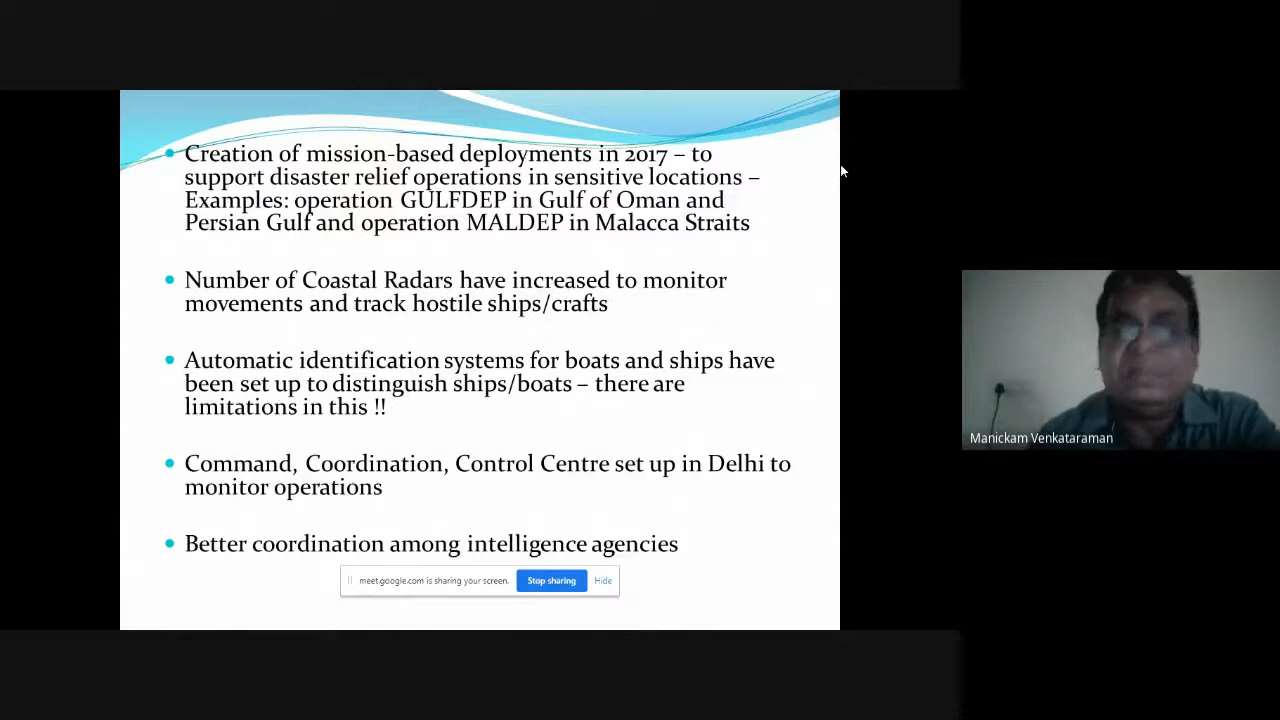 Creation of mission-based deployments in 2017 – to
support disaster relief operations in sensitive locations –
Examples: operation GULFDEP in Gulf of Oman and
Persian Gulf and operation MALDEP in Malacca Straits
Number of Coastal Radars have increased to monitor
movements and track hostile ships/crafts
Automatic identification systems for boats and ships have
been set up to distinguish ships/boats – there are
limitations in this !!
Command, Coordination, Control Centre set up in Delhi to
monitor operations
Better coordination among intelligence agencies
meet.google.com is sharing your screen. Stop sharing Hide
Manickam Venkataraman